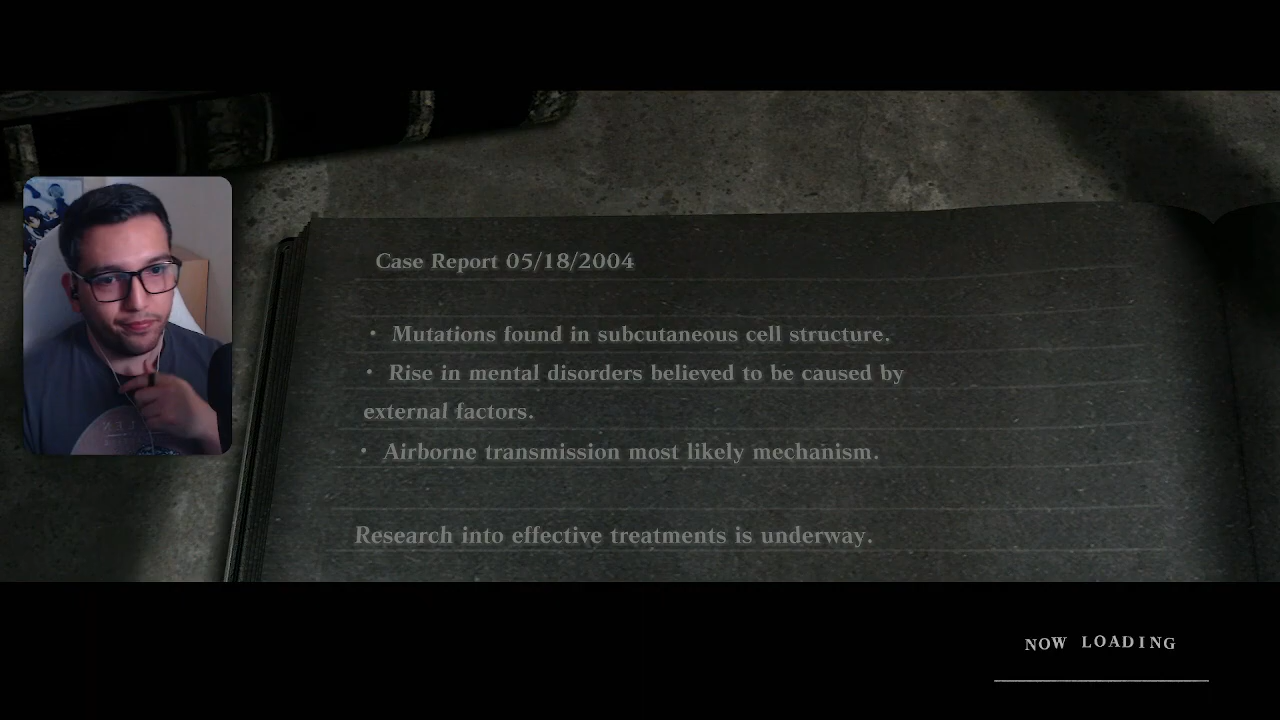 Case Report 05/18/2004
• Mutations found in subcutaneous cell structure.
• Rise in mental disorders believed to be caused by
external factors.
• Airborne transmission most likely mechanism.
Research into effective treatments is underway.
NOW LOADING